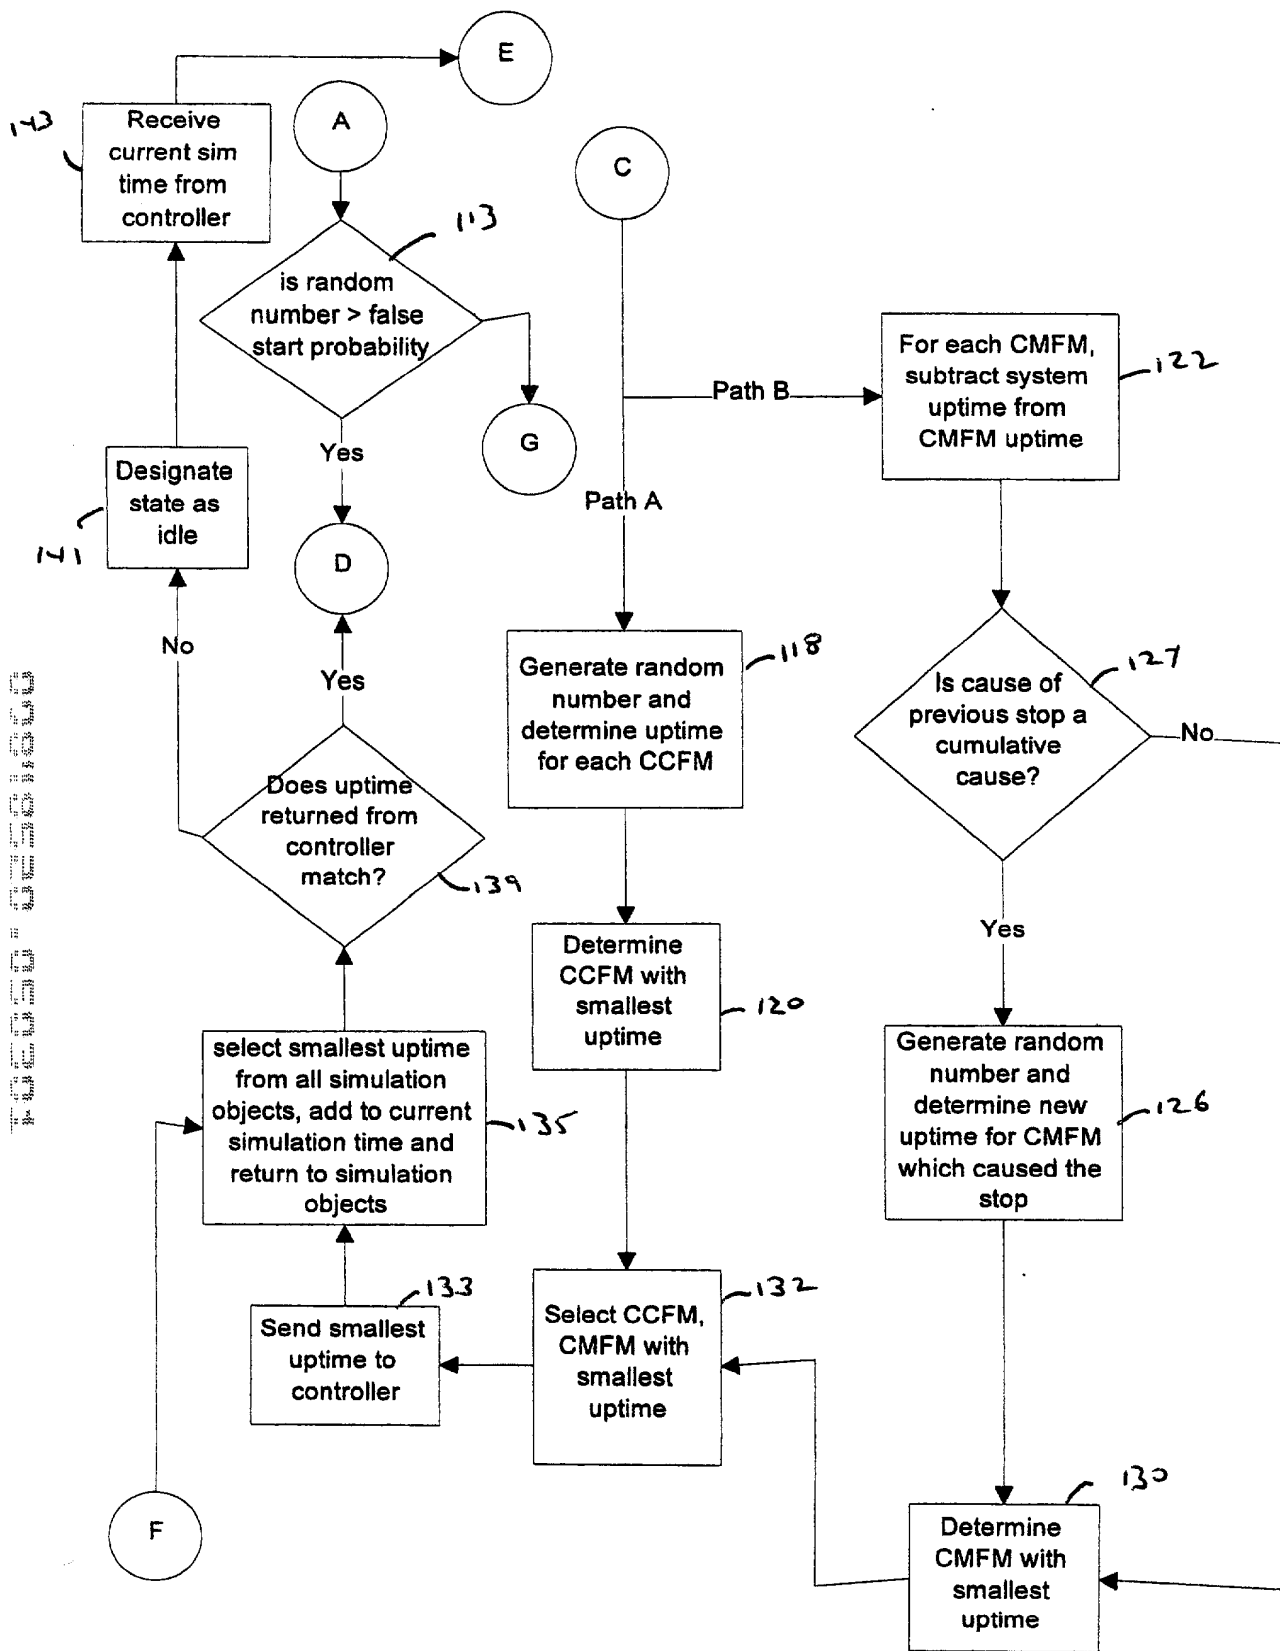 E
143
Receive
current sim
time from
controller
A
C
113
is random
number > false
start probability
For each CMFM,
subtract system
uptime from
CMFM uptime
122
Path B
G
Yes
Designate
state as
idle
141
Path A
D
No
Yes
Generate random
number and
determine uptime
for each CCFM
118
Is cause of
previous stop a
cumulative
cause?
127
No
Does uptime
returned from
controller
match?
139
Yes
Determine
CCFM with
smallest
uptime
120
select smallest uptime
from all simulation
objects, add to current
simulation time and
return to simulation
objects
135
Generate random
number and
determine new
uptime for CMFM
which caused the
stop
126
133
Send smallest
uptime to
controller
Select CCFM,
CMFM with
smallest
uptime
132
F
130
Determine
CMFM with
smallest
uptime